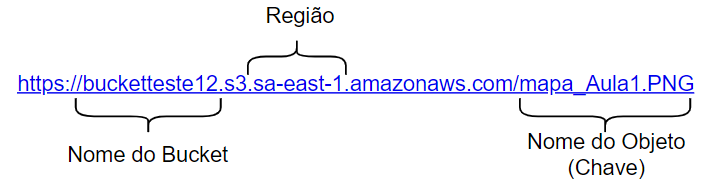 Região
https://bucketteste12.s3.sa-east-1.amazonaws.com/mapa_Aula1.PNG
Nome do Bucket
Nome do Objeto
(Chave)